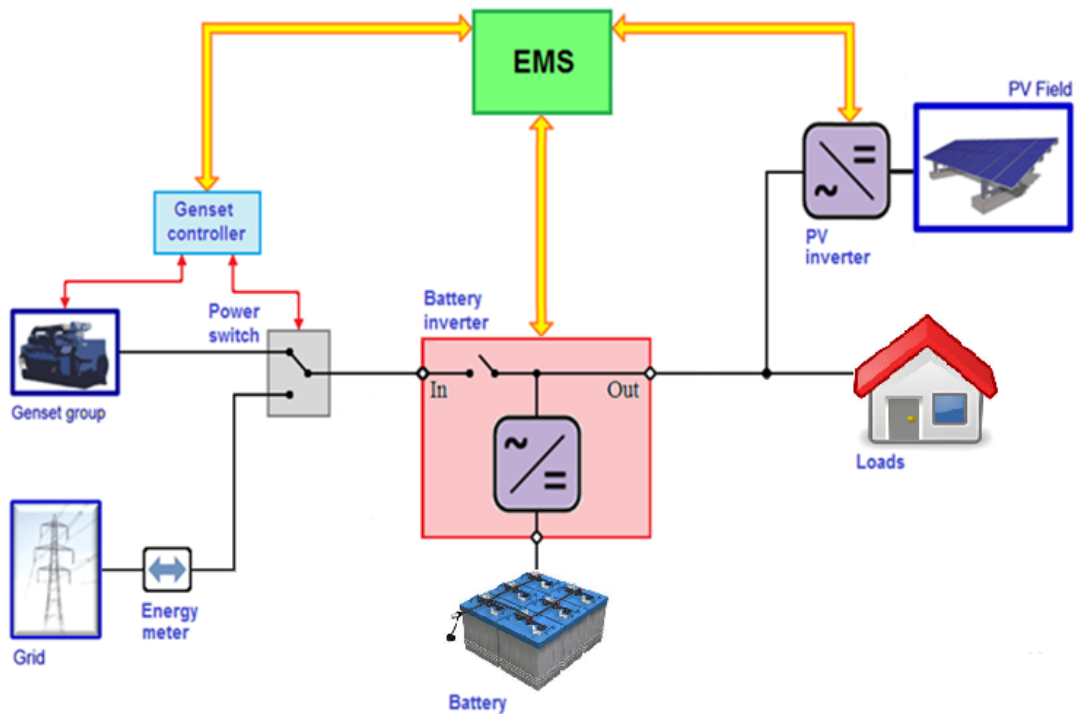 EMS
PV Field
Genset
controller
PV
inverter
Power
switch
Battery
inverter
In
Out
Genset group
Loads
Energy
meter
Grid
Battery